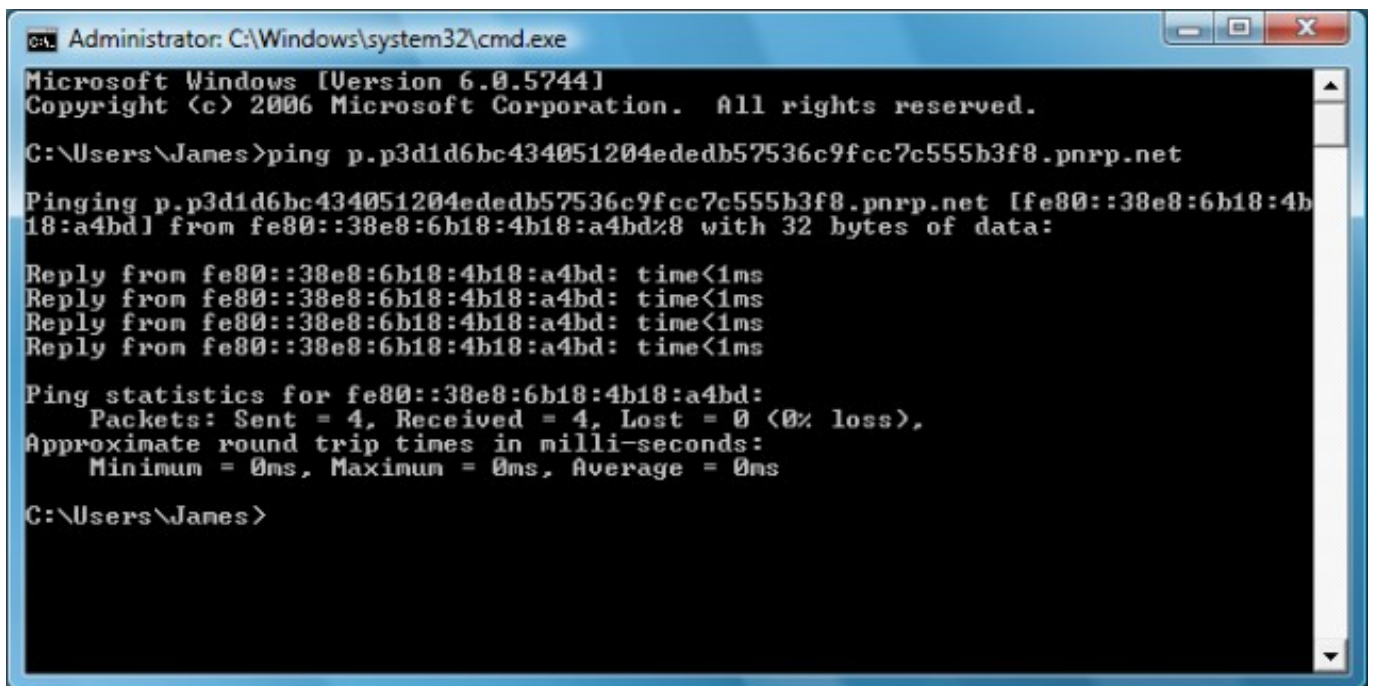 Administrator: C:\Windows\system32\cmd.exe
Microsoft Windows [Version 6.0.5744]
Copyright (c) 2006 Microsoft Corporation.  All rights reserved.
C:\Users\James>ping p.p3d1d6bc434051204ededb57536c9fcc7c555b3f8.pnrp.net
Pinging p.p3d1d6bc434051204ededb57536c9fcc7c555b3f8.pnrp.net [fe80::38e8:6b18:4b
18:a4bd] from fe80::38e8:6b18:4b18:a4bd%8 with 32 bytes of data:
Reply from fe80::38e8:6b18:4b18:a4bd: time<1ms
Reply from fe80::38e8:6b18:4b18:a4bd: time<1ms
Reply from fe80::38e8:6b18:4b18:a4bd: time<1ms
Reply from fe80::38e8:6b18:4b18:a4bd: time<1ms
Ping statistics for fe80::38e8:6b18:4b18:a4bd:
    Packets: Sent = 4, Received = 4, Lost = 0 (0% loss),
Approximate round trip times in milli-seconds:
    Minimum = 0ms, Maximum = 0ms, Average = 0ms
C:\Users\James>